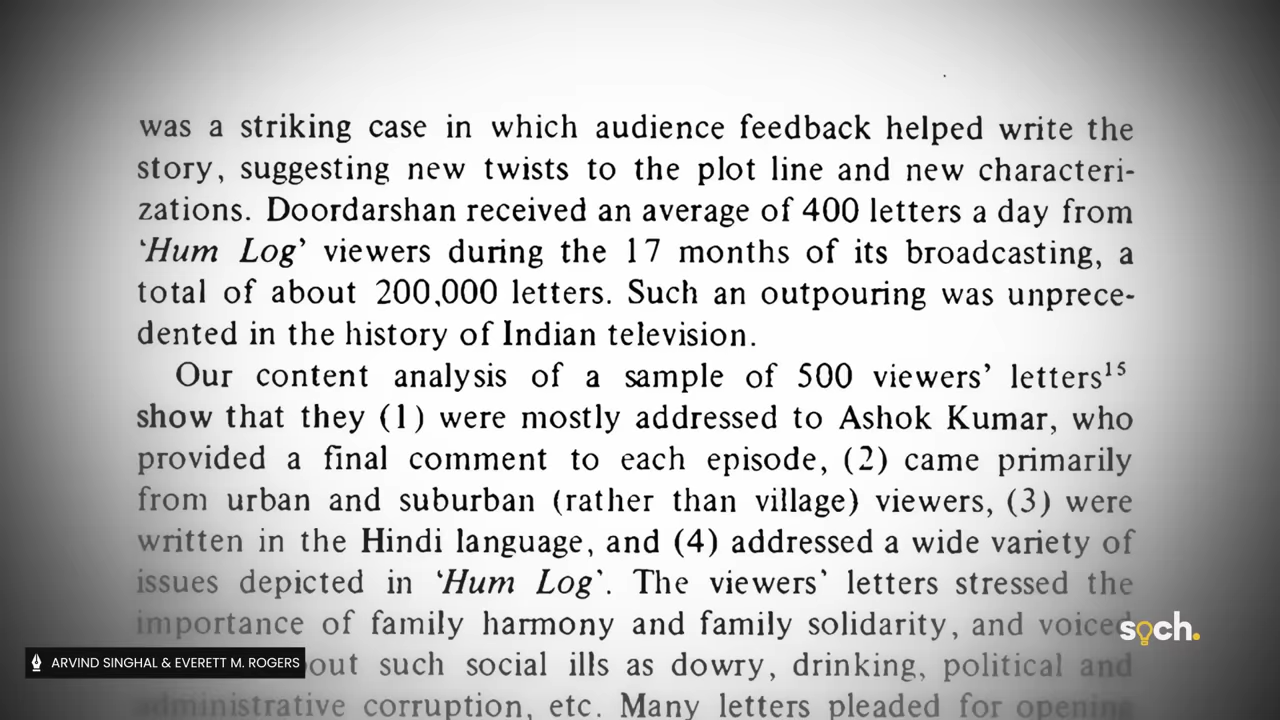 was a striking case in which audience feedback helped write the
story, suggesting new twists to the plot line and new characteri-
zations. Doordarshan received an average of 400 letters a day from
‘Hum Log’ viewers during the 17 months of its broadcasting, a
total of about 200,000 letters. Such an outpouring was unprece-
dented in the history of Indian television.
Our content analysis of a sample of 500 viewers’ letters¹⁵
show that they (1) were mostly addressed to Ashok Kumar, who
provided a final comment to each episode, (2) came primarily
from urban and suburban (rather than village) viewers, (3) were
written in the Hindi language, and (4) addressed a wide variety of
issues depicted in ‘Hum Log’. The viewers’ letters stressed the
importance of family harmony and family solidarity, and voiced
soch.
ARVIND SINGHAL & EVERETT M. ROGERS
out such social ills as dowry, drinking, political and
administrative corruption, etc. Many letters pleaded for opening